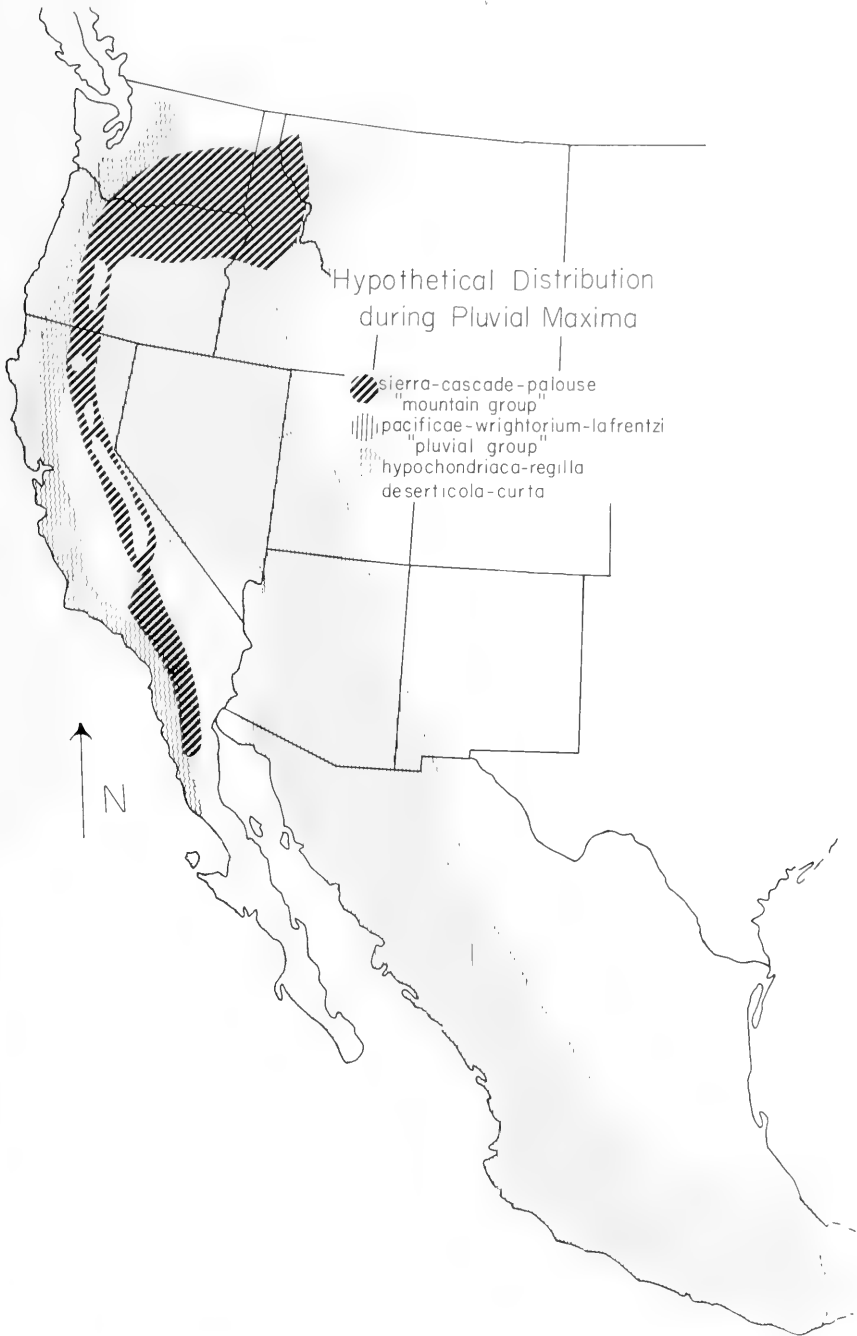 Hypothetical Distribution
during Pluvial Maxima
sierra-cascade-palouse
"mountain group"
pacificae-wrightorium-lafrentzi
"pluvial group"
hypochondriaca-regilla
deserticola-curta
N